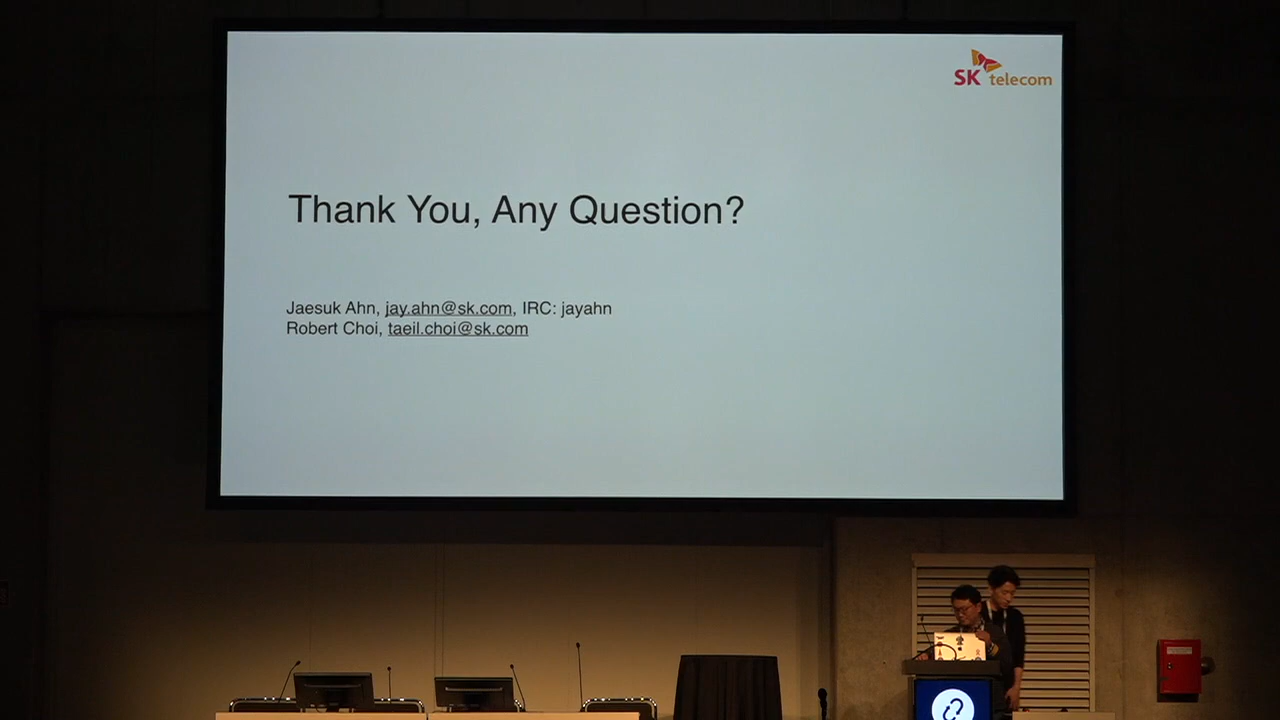 SK telecom
Thank You, Any Question?
Jaesuk Ahn, jay.ahn@sk.com, IRC: jayahn
Robert Choi, taeil.choi@sk.com